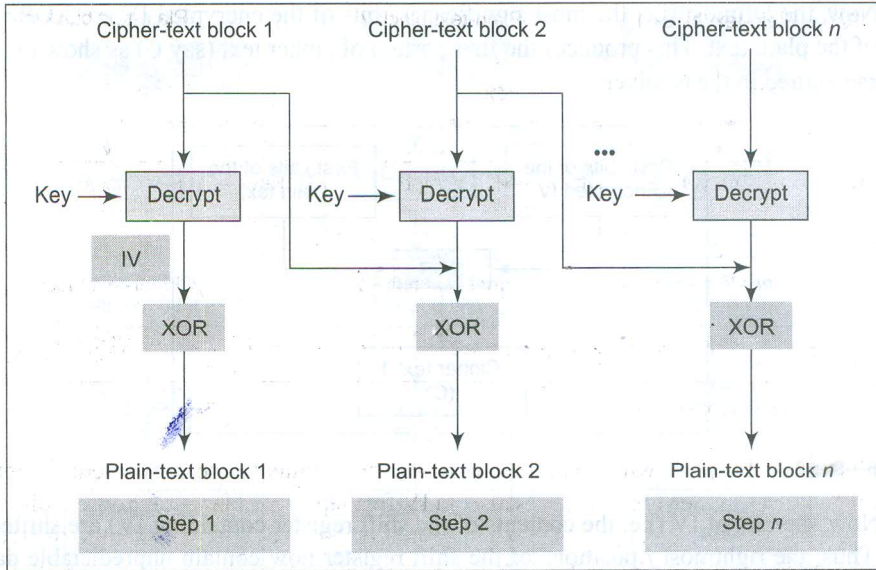 Cipher-text block 1
Cipher-text block 2
Cipher-text block n
...
Key
Decrypt
Key
Decrypt
Key
Decrypt
IV
XOR
XOR
XOR
Plain-text block 1
Plain-text block 2
Plain-text block n
Step 1
Step 2
Step n